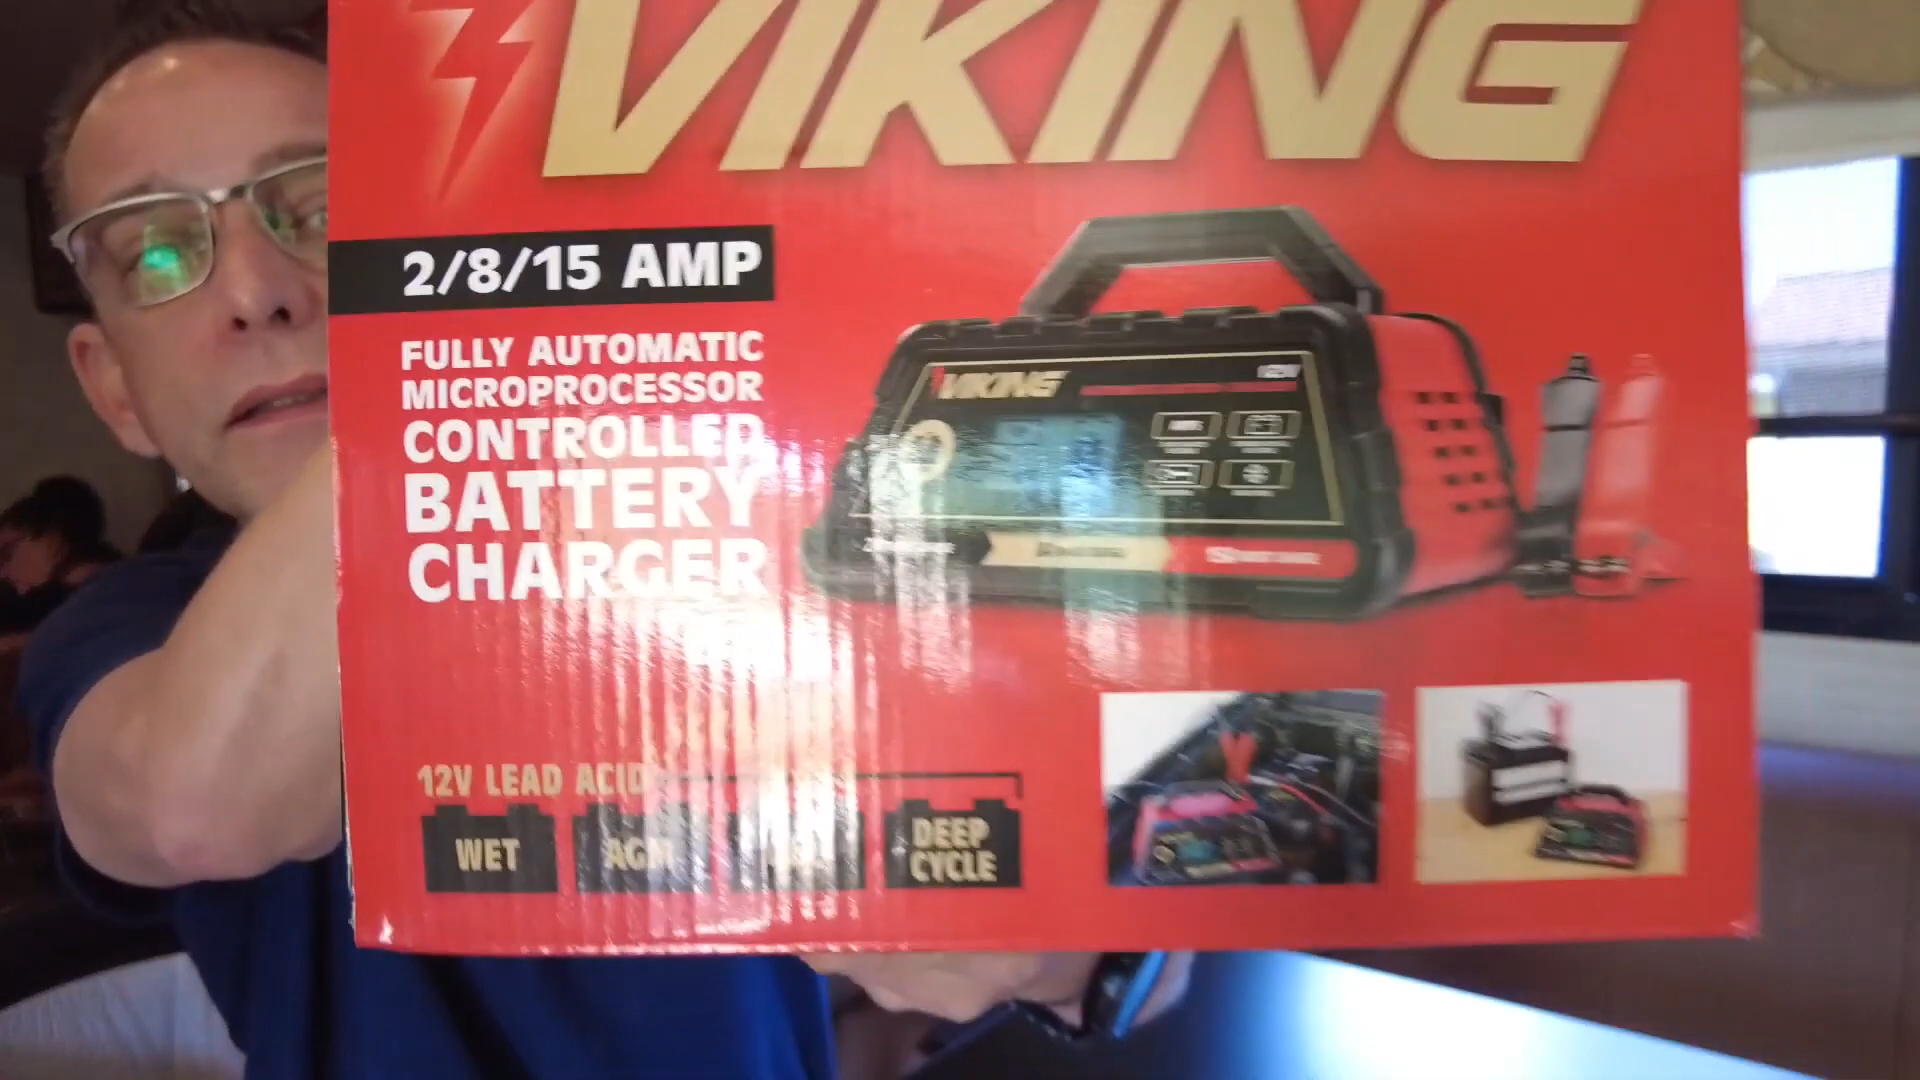 VIKING
2/8/15 AMP
FULLY AUTOMATIC
MICROPROCESSOR
CONTROLLED
BATTERY
CHARGER
VIKING
12V
12V LEAD ACID
WET
AGM
DEEP
CYCLE